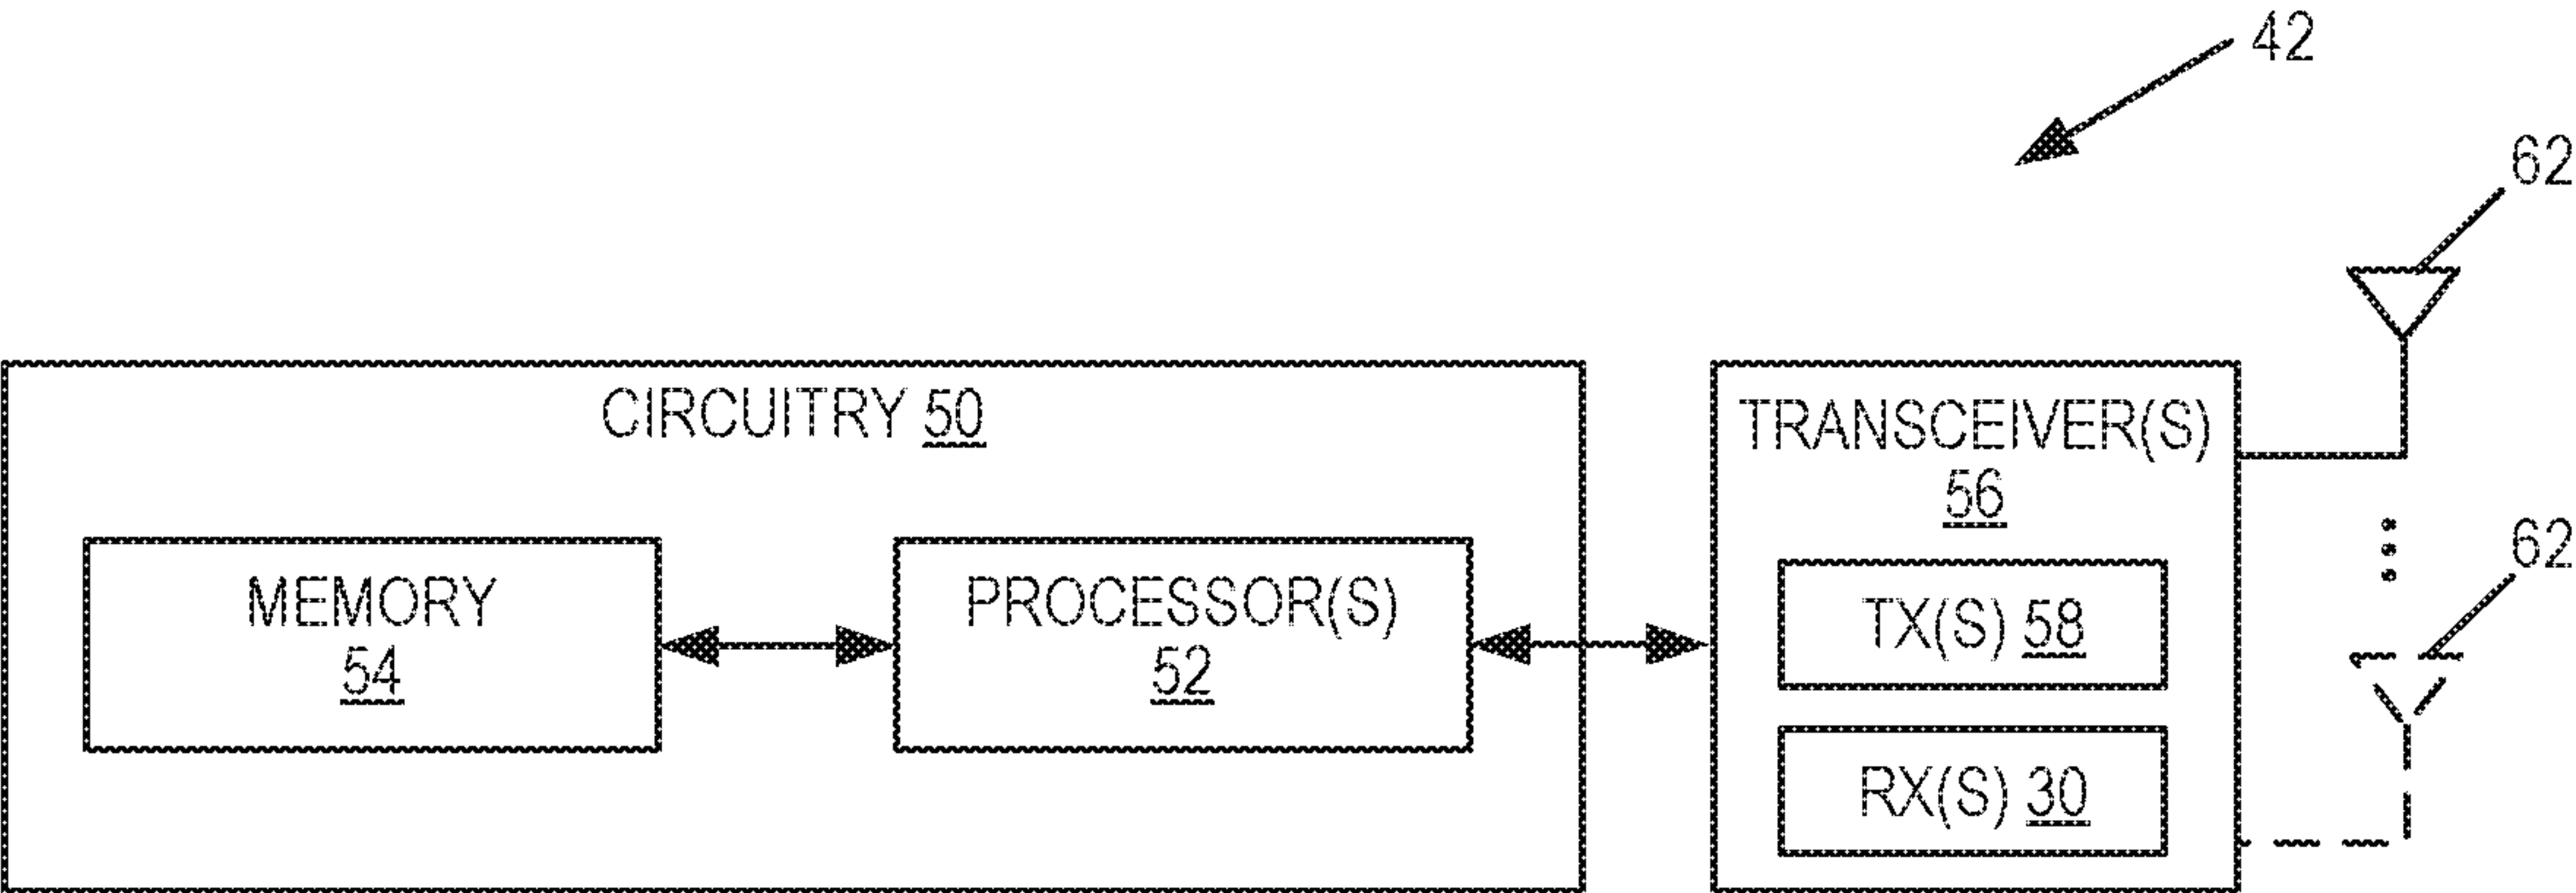 42
62
CIRCUITRY 50
TRANSCEIVER(S)
56
62
MEMORY
54
PROCESSOR(S)
52
TX(S) 58
RX(S) 30